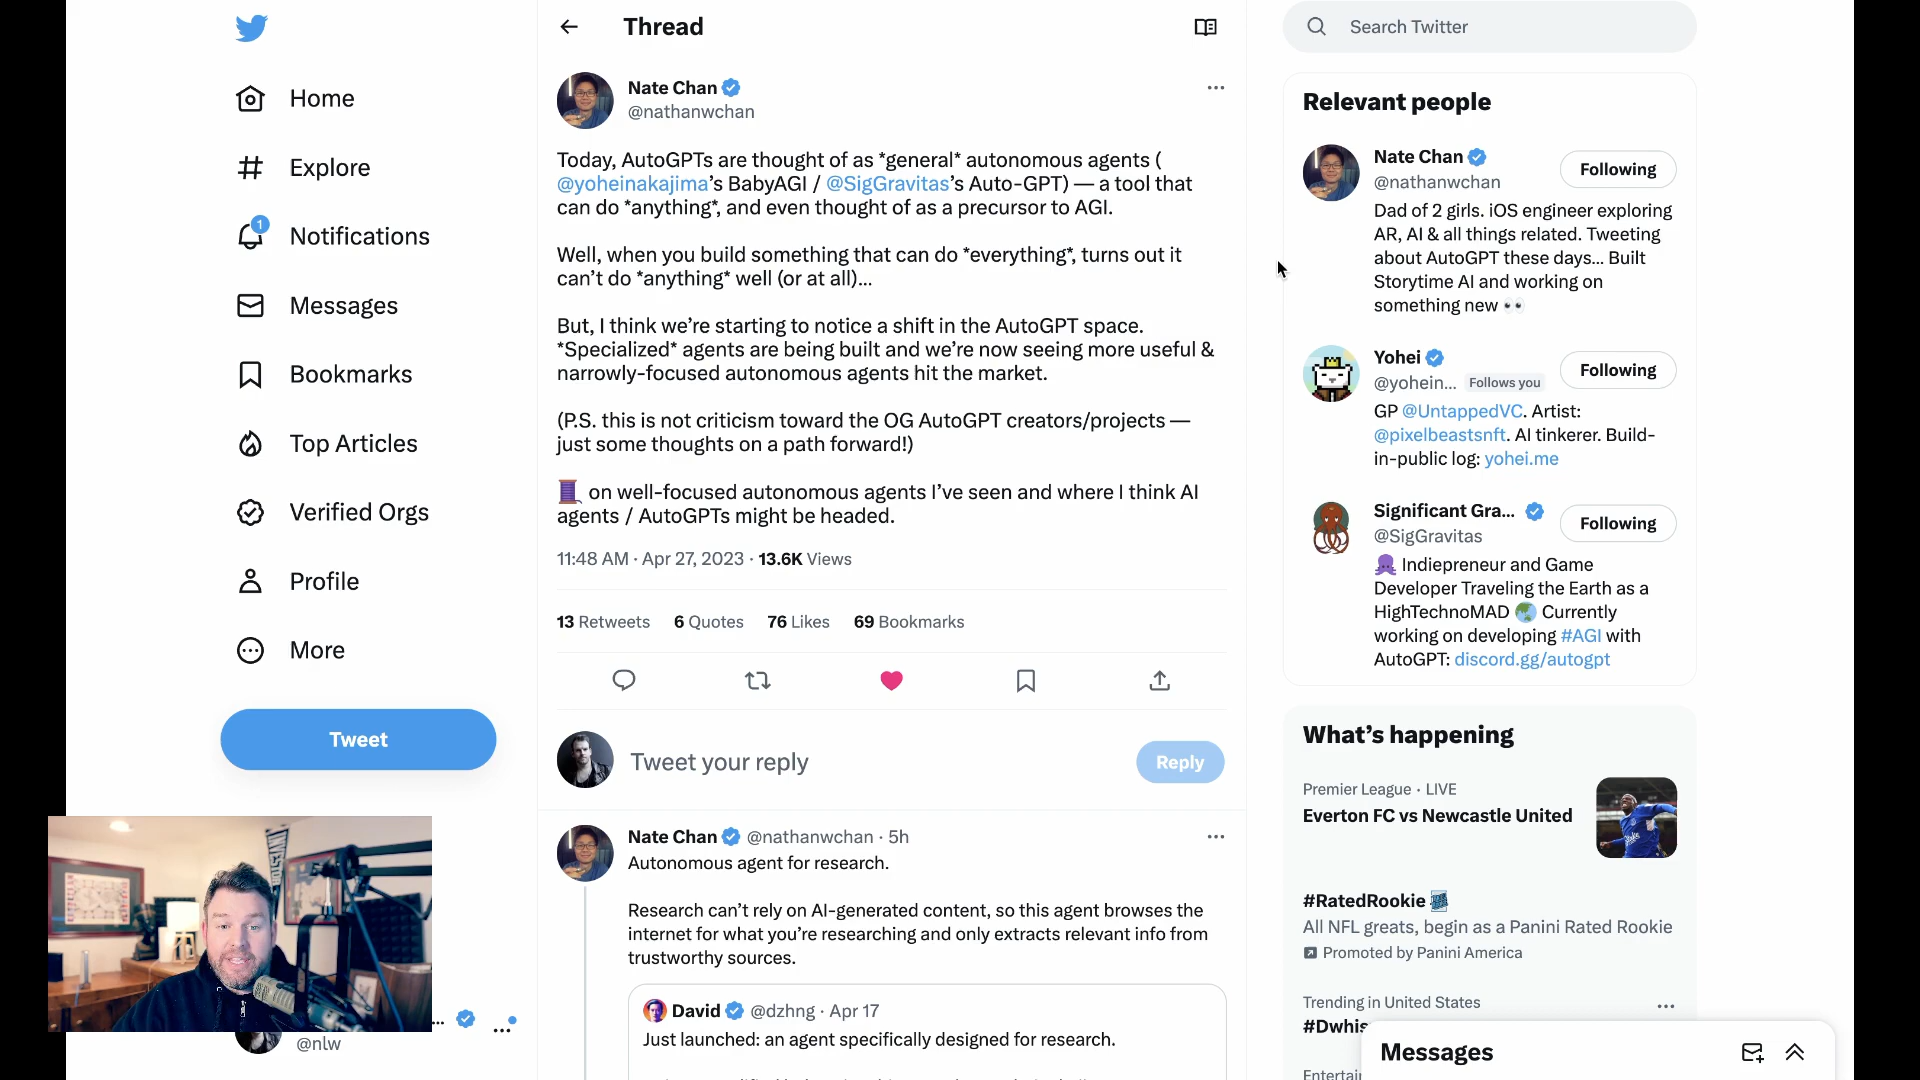 Home
Explore
1
Notifications
Messages
Bookmarks
Top Articles
Verified Orgs
Profile
More
Tweet
@nlw
Thread
Nate Chan
@nathanwchan
Today, AutoGPTs are thought of as *general* autonomous agents (
@yoheinakajima's BabyAGI / @SigGravitas's Auto-GPT) — a tool that
can do *anything*, and even thought of as a precursor to AGI.
Well, when you build something that can do *everything*, turns out it
can't do *anything* well (or at all)...
But, I think we're starting to notice a shift in the AutoGPT space.
*Specialized* agents are being built and we're now seeing more useful &
narrowly-focused autonomous agents hit the market.
(P.S. this is not criticism toward the OG AutoGPT creators/projects —
just some thoughts on a path forward!)
🧵 on well-focused autonomous agents I've seen and where I think AI
agents / AutoGPTs might be headed.
11:48 AM · Apr 27, 2023 · 13.6K Views
13 Retweets 6 Quotes 76 Likes 69 Bookmarks
Tweet your reply
Reply
Nate Chan @nathanwchan · 5h
Autonomous agent for research.
Research can't rely on AI-generated content, so this agent browses the
internet for what you're researching and only extracts relevant info from
trustworthy sources.
David @dzhng · Apr 17
Just launched: an agent specifically designed for research.
Search Twitter
Relevant people
Nate Chan
@nathanwchan
Following
Dad of 2 girls. iOS engineer exploring
AR, AI & all things related. Tweeting
about AutoGPT these days... Built
Storytime AI and working on
something new 👀
Yohei
@yohein... Follows you
Following
GP @UntappedVC. Artist:
@pixelbeastsnft. AI tinkerer. Build-
in-public log: yohei.me
Significant Gra...
@SigGravitas
Following
🐙 Indiepreneur and Game
Developer Traveling the Earth as a
HighTechnoMAD 🌏 Currently
working on developing #AGI with
AutoGPT: discord.gg/autogpt
What's happening
Premier League · LIVE
Everton FC vs Newcastle United
#RatedRookie
All NFL greats, begin as a Panini Rated Rookie
Promoted by Panini America
Trending in United States
#Dwhis
Messages